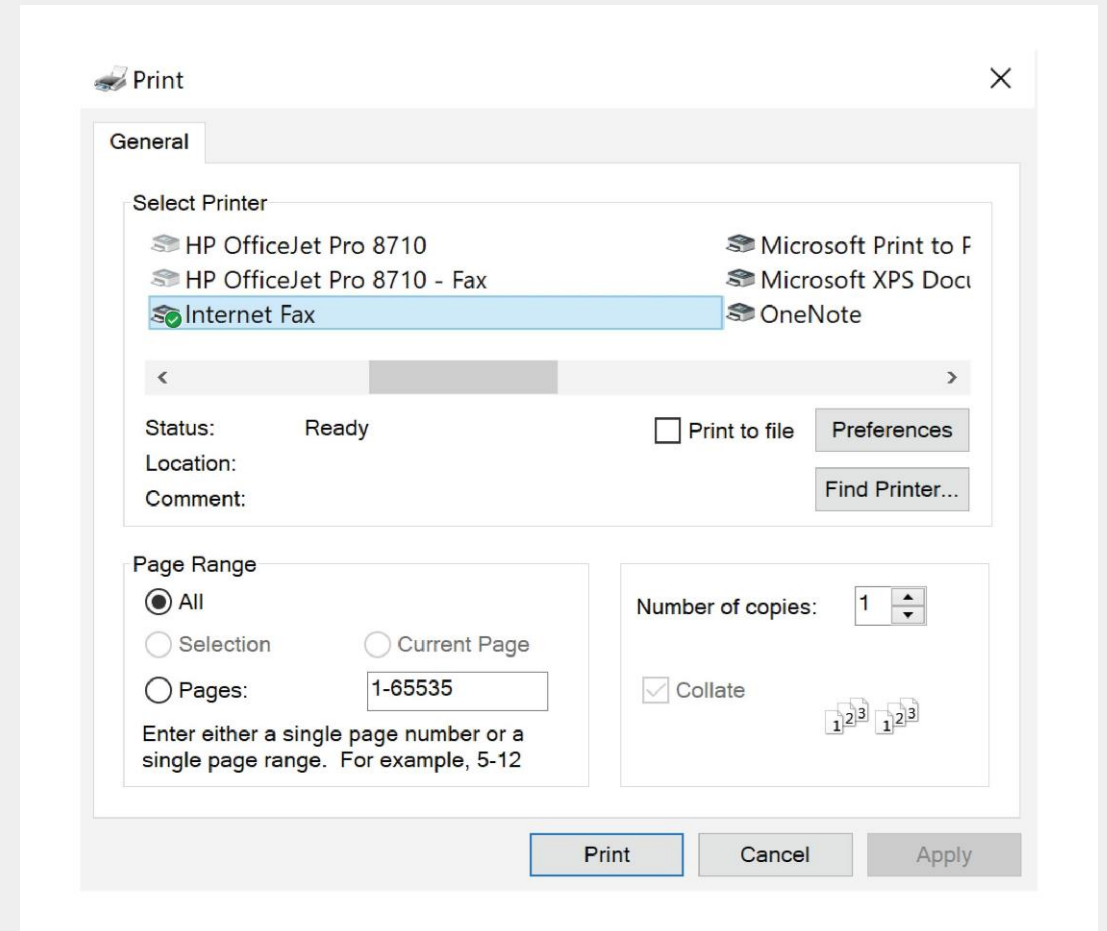 Print
General
Select Printer
HP OfficeJet Pro 8710
HP OfficeJet Pro 8710 - Fax
Internet Fax
Microsoft Print to P
Microsoft XPS Docu
OneNote
Status: Ready
Print to file
Preferences
Location:
Comment:
Find Printer...
Page Range
All
Selection
Current Page
Pages: 1-65535
Enter either a single page number or a
single page range. For example, 5-12
Number of copies: 1
Collate
1 2 3 1 2 3
Print
Cancel
Apply